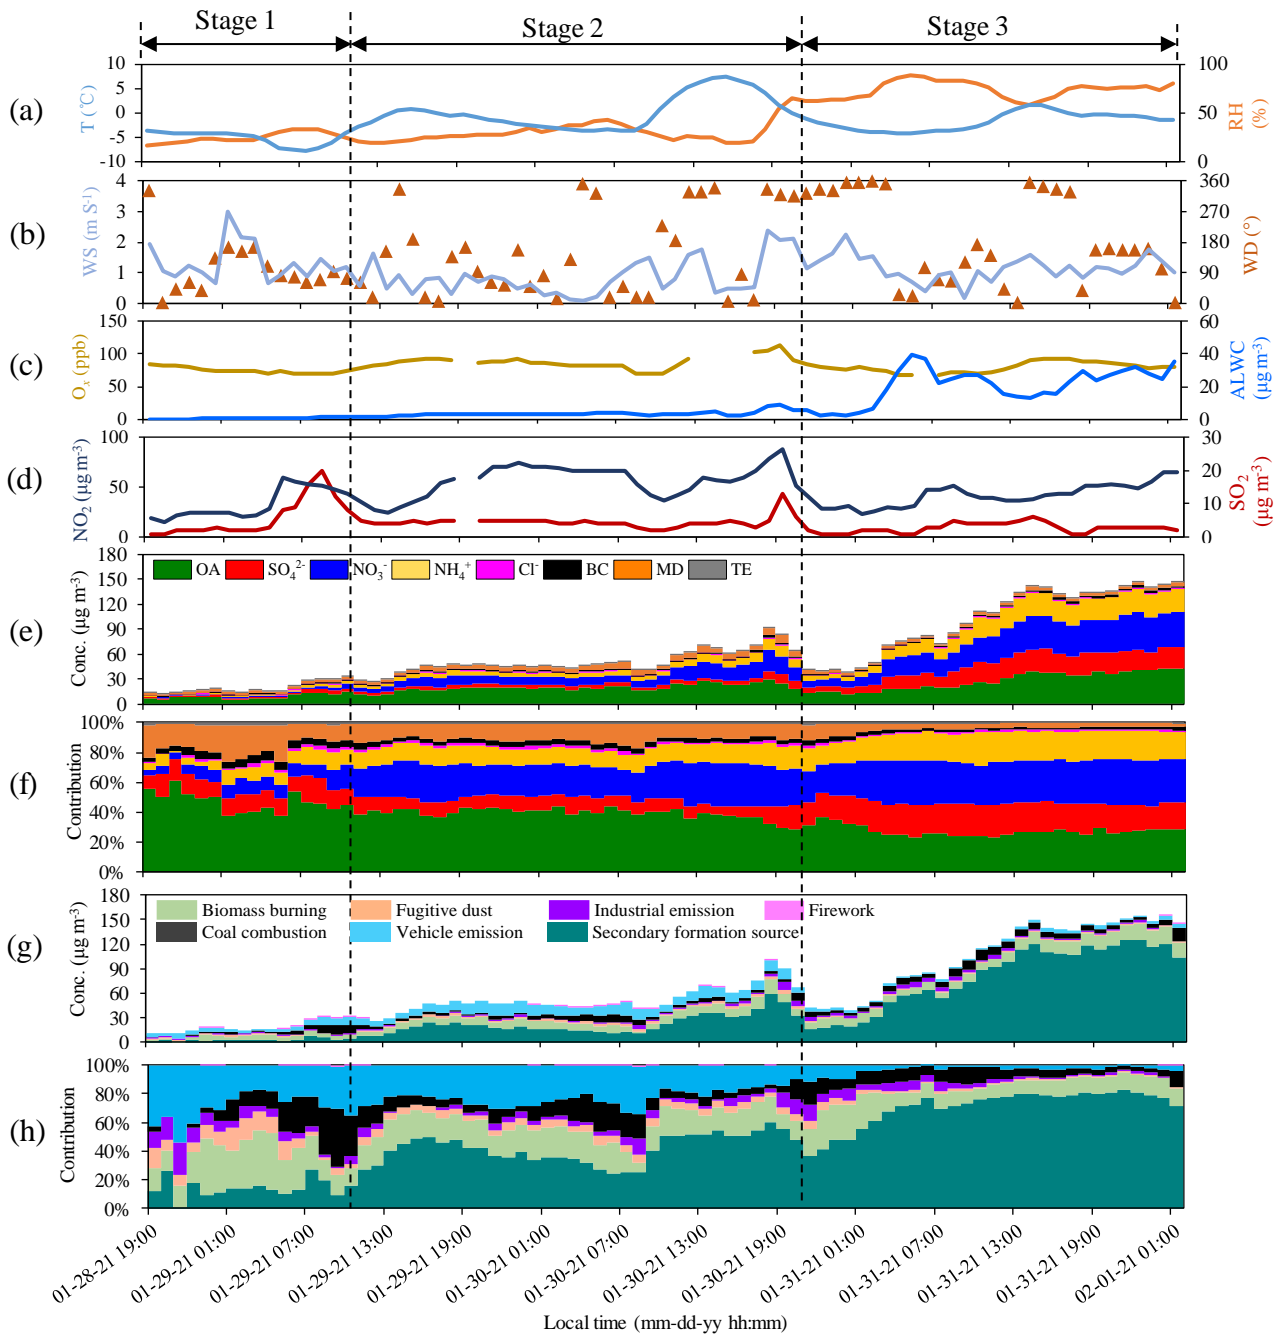 Stage 1
Stage 2
Stage 3
(a)
T (℃)
10
5
0
-5
-10
100
50
0
RH
(%)
(b)
WS (m S⁻¹)
4
3
2
1
0
360
270
180
90
0
WD (°)
(c)
Oₓ (ppb)
150
100
50
0
60
40
20
0
ALWC
(μg m⁻³)
(d)
NO₂ (μg m⁻³)
100
50
0
30
20
10
0
SO₂
(μg m⁻³)
(e)
Conc. (μg m⁻³)
180
150
120
90
60
30
0
OA SO₄²⁻ NO₃⁻ NH₄⁺ Cl⁻ BC MD TE
(f)
Contribution
100%
80%
60%
40%
20%
0%
(g)
Conc. (μg m⁻³)
180
150
120
90
60
30
0
Biomass burning Fugitive dust Industrial emission Firework
Coal combustion Vehicle emission Secondary formation source
(h)
Contribution
100%
80%
60%
40%
20%
0%
01-28-21 19:00
01-29-21 01:00
01-29-21 07:00
01-29-21 13:00
01-29-21 19:00
01-30-21 01:00
01-30-21 07:00
01-30-21 13:00
01-30-21 19:00
01-31-21 01:00
01-31-21 07:00
01-31-21 13:00
01-31-21 19:00
02-01-21 01:00
Local time (mm-dd-yy hh:mm)